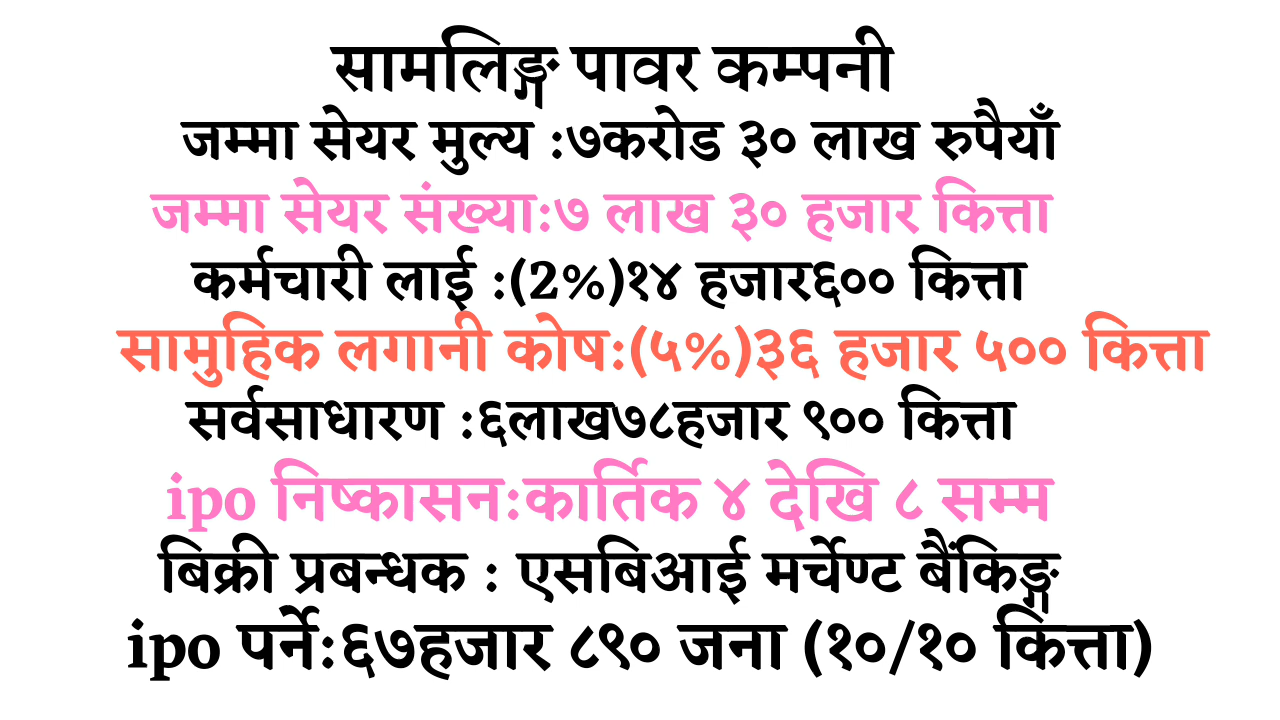 सामलिङ्ग पावर कम्पनी
जम्मा सेयर मुल्य :७करोड ३० लाख रुपैयाँ
जम्मा सेयर संख्या:७ लाख ३० हजार कित्ता
कर्मचारी लाई :(2%)१४ हजार६०० कित्ता
सामुहिक लगानी कोष:(५%)३६ हजार ५०० कित्ता
सर्वसाधारण :६लाख७८हजार ९०० कित्ता
ipo निष्कासन:कार्तिक ४ देखि ८ सम्म
बिक्री प्रबन्धक : एसबिआई मर्चेण्ट बैंकिङ्ग
ipo पर्ने:६७हजार ८९० जना (१०/१० कित्ता)